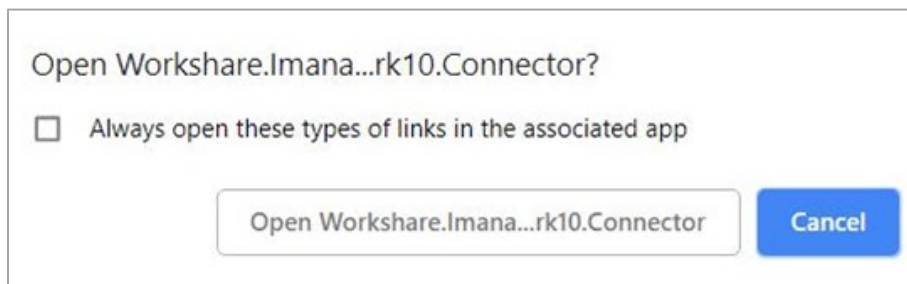 Open Workshare.Imana...rk10.Connector?
Always open these types of links in the associated app
Open Workshare.Imana...rk10.Connector
Cancel